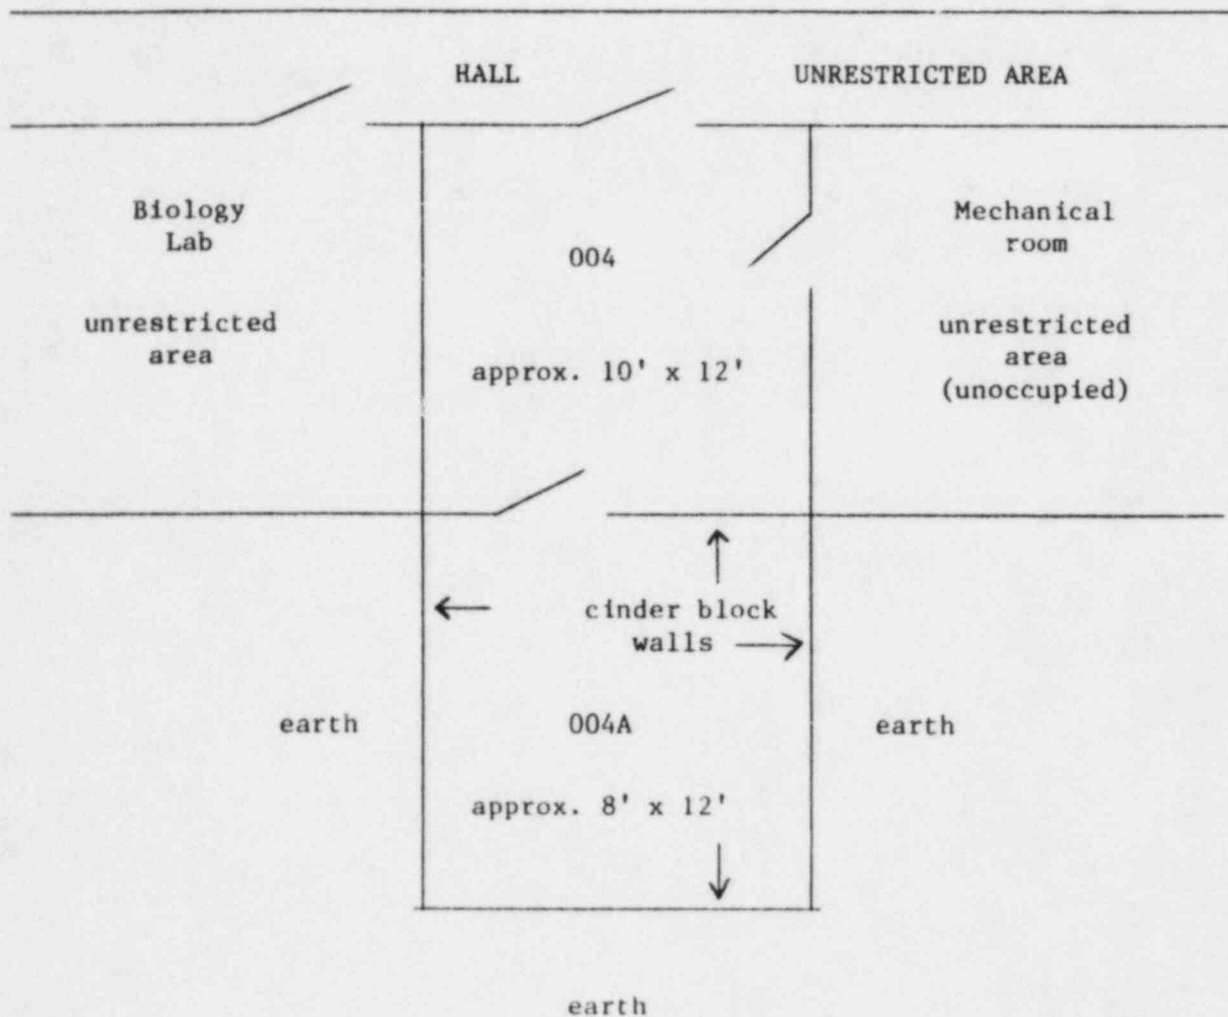 HALL
UNRESTRICTED AREA
Biology
Lab
unrestricted
area
004
approx. 10' x 12'
Mechanical
room
unrestricted
area
(unoccupied)
cinder block
walls
earth
004A
earth
approx. 8' x 12'
earth